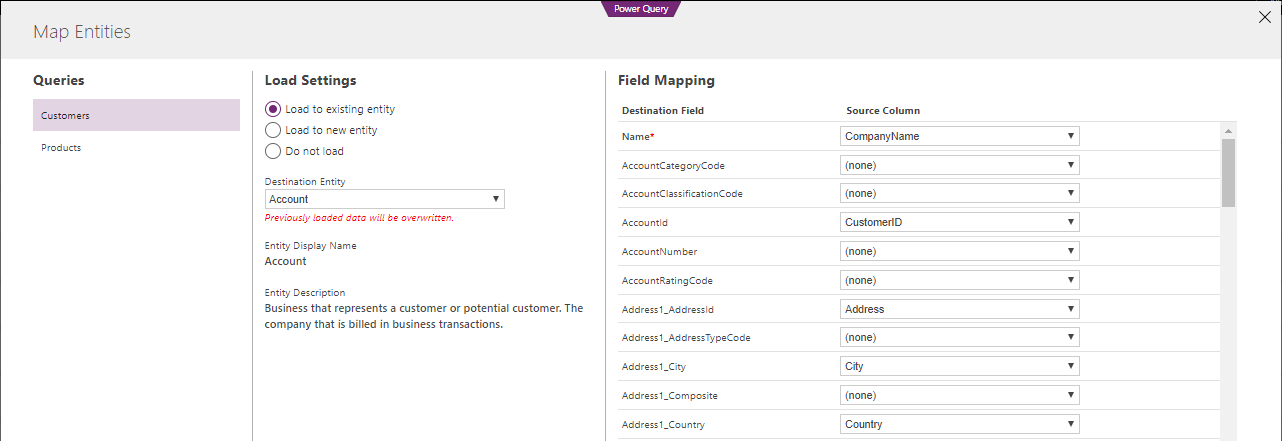 Power Query
Map Entities
Queries
Customers
Products
Load Settings
Load to existing entity
Load to new entity
Do not load
Destination Entity
Account
Previously loaded data will be overwritten.
Entity Display Name
Account
Entity Description
Business that represents a customer or potential customer. The
company that is billed in business transactions.
Field Mapping
Destination Field Source Column
Name* CompanyName
AccountCategoryCode (none)
AccountClassificationCode (none)
AccountId CustomerID
AccountNumber (none)
AccountRatingCode (none)
Address1_AddressId Address
Address1_AddressTypeCode (none)
Address1_City City
Address1_Composite (none)
Address1_Country Country